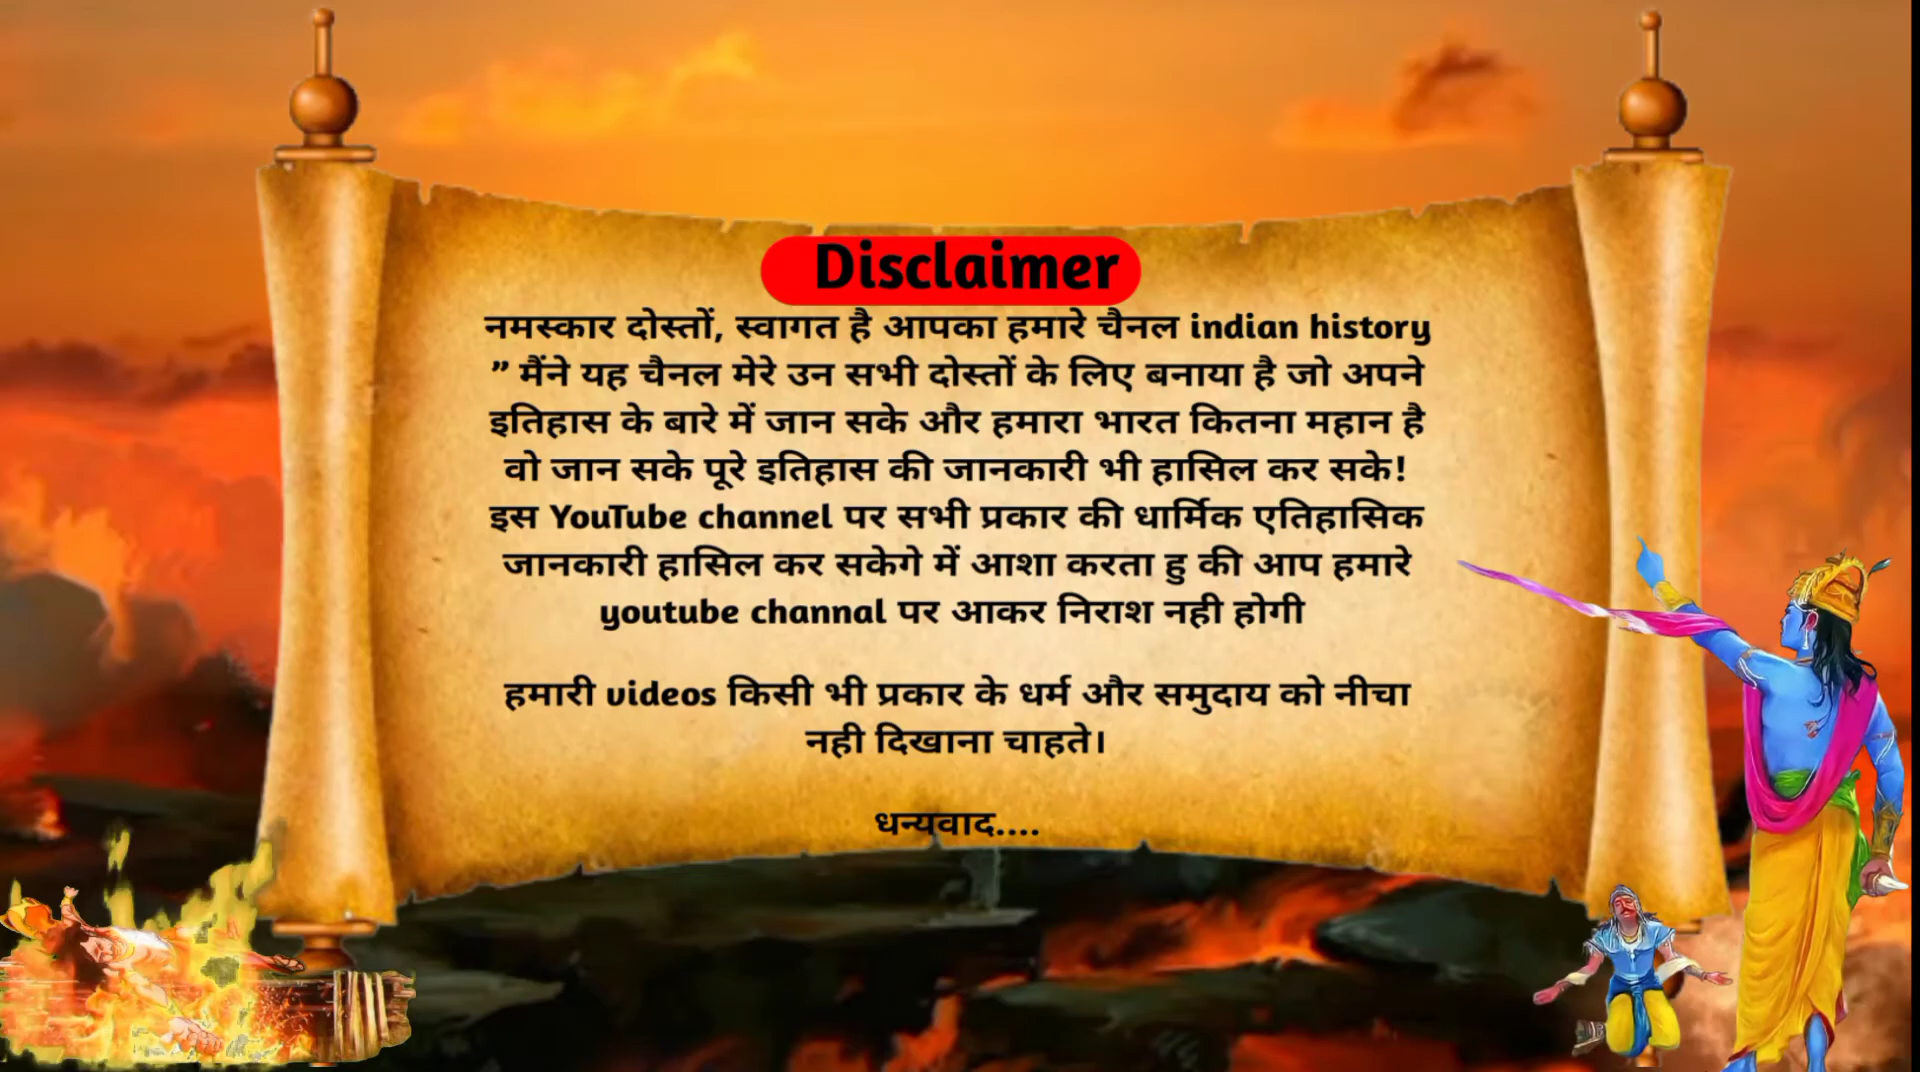 Disclaimer
नमस्कार दोस्तों, स्वागत है आपका हमारे चैनल indian history
” मैंने यह चैनल मेरे उन सभी दोस्तों के लिए बनाया है जो अपने
इतिहास के बारे में जान सके और हमारा भारत कितना महान है
वो जान सके पूरे इतिहास की जानकारी भी हासिल कर सके!
इस YouTube channel पर सभी प्रकार की धार्मिक एतिहासिक
जानकारी हासिल कर सकेगे में आशा करता हु की आप हमारे
youtube channal पर आकर निराश नही होगी
हमारी videos किसी भी प्रकार के धर्म और समुदाय को नीचा
नही दिखाना चाहते।
धन्यवाद....